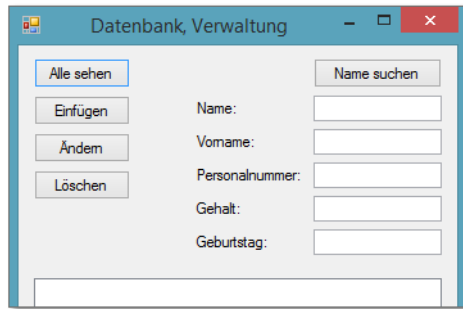 Datenbank, Verwaltung
Alle sehen
Name suchen
Einfügen
Name:
Ändern
Vorname:
Löschen
Personalnummer:
Gehalt:
Geburtstag: